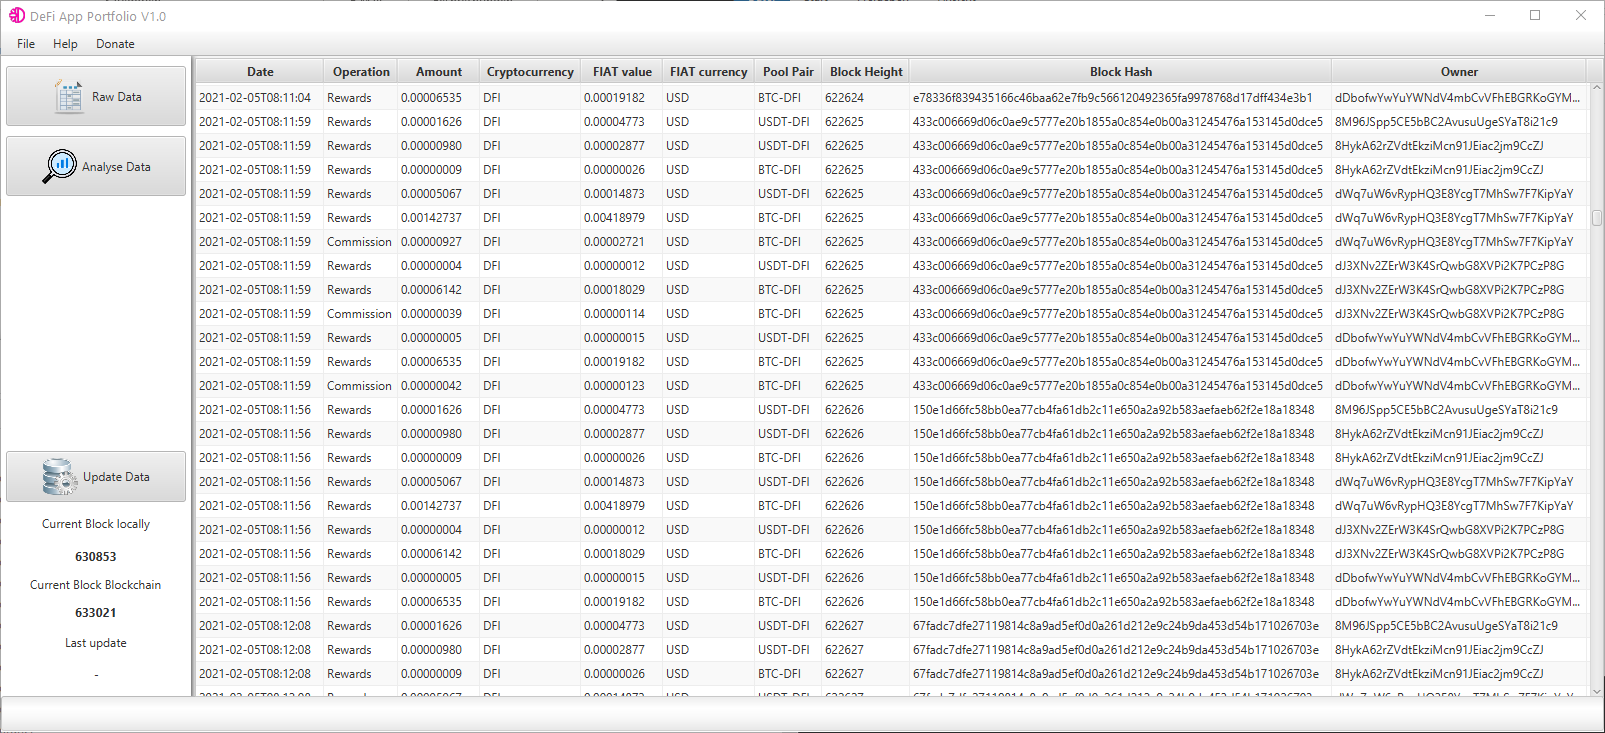 DeFi App Portfolio V1.0
File Help Donate
Raw Data
Analyse Data
Update Data
Current Block locally
630853
Current Block Blockchain
633021
Last update
-
Date Operation Amount Cryptocurrency FIAT value FIAT currency Pool Pair Block Height Block Hash Owner
2021-02-05T08:11:04 Rewards 0.00006535 DFI 0.00019182 USD BTC-DFI 622624 e78336f839435166c46baa62e7fb9c566120492365fa9978768d17dff434e3b1 dDbofwYwYuYWNdV4mbCvVFhEBGRKoGYM...
2021-02-05T08:11:59 Rewards 0.00001626 DFI 0.00004773 USD USDT-DFI 622625 433c006669d06c0ae9c5777e20b1855a0c854e0b00a31245476a153145d0dce5 8M96JSpp5CE5bBC2AvusuUgeSYaT8i21c9
2021-02-05T08:11:59 Rewards 0.00000980 DFI 0.00002877 USD USDT-DFI 622625 433c006669d06c0ae9c5777e20b1855a0c854e0b00a31245476a153145d0dce5 8HykA62rZVdtEkziMcn91JEiac2jm9CcZJ
2021-02-05T08:11:59 Rewards 0.00000009 DFI 0.00000026 USD BTC-DFI 622625 433c006669d06c0ae9c5777e20b1855a0c854e0b00a31245476a153145d0dce5 8HykA62rZVdtEkziMcn91JEiac2jm9CcZJ
2021-02-05T08:11:59 Rewards 0.00005067 DFI 0.00014873 USD USDT-DFI 622625 433c006669d06c0ae9c5777e20b1855a0c854e0b00a31245476a153145d0dce5 dWq7uW6vRypHQ3E8YcgT7MhSw7F7KipYaY
2021-02-05T08:11:59 Rewards 0.00142737 DFI 0.00418979 USD BTC-DFI 622625 433c006669d06c0ae9c5777e20b1855a0c854e0b00a31245476a153145d0dce5 dWq7uW6vRypHQ3E8YcgT7MhSw7F7KipYaY
2021-02-05T08:11:59 Commission 0.00000927 DFI 0.00002721 USD BTC-DFI 622625 433c006669d06c0ae9c5777e20b1855a0c854e0b00a31245476a153145d0dce5 dWq7uW6vRypHQ3E8YcgT7MhSw7F7KipYaY
2021-02-05T08:11:59 Rewards 0.00000004 DFI 0.00000012 USD USDT-DFI 622625 433c006669d06c0ae9c5777e20b1855a0c854e0b00a31245476a153145d0dce5 dJ3XNv2ZErW3K4SrQwbG8XVPi2K7PCzP8G
2021-02-05T08:11:59 Rewards 0.00006142 DFI 0.00018029 USD BTC-DFI 622625 433c006669d06c0ae9c5777e20b1855a0c854e0b00a31245476a153145d0dce5 dJ3XNv2ZErW3K4SrQwbG8XVPi2K7PCzP8G
2021-02-05T08:11:59 Commission 0.00000039 DFI 0.00000114 USD BTC-DFI 622625 433c006669d06c0ae9c5777e20b1855a0c854e0b00a31245476a153145d0dce5 dJ3XNv2ZErW3K4SrQwbG8XVPi2K7PCzP8G
2021-02-05T08:11:59 Rewards 0.00000005 DFI 0.00000015 USD USDT-DFI 622625 433c006669d06c0ae9c5777e20b1855a0c854e0b00a31245476a153145d0dce5 dDbofwYwYuYWNdV4mbCvVFhEBGRKoGYM...
2021-02-05T08:11:59 Rewards 0.00006535 DFI 0.00019182 USD BTC-DFI 622625 433c006669d06c0ae9c5777e20b1855a0c854e0b00a31245476a153145d0dce5 dDbofwYwYuYWNdV4mbCvVFhEBGRKoGYM...
2021-02-05T08:11:59 Commission 0.00000042 DFI 0.00000123 USD BTC-DFI 622625 433c006669d06c0ae9c5777e20b1855a0c854e0b00a31245476a153145d0dce5 dDbofwYwYuYWNdV4mbCvVFhEBGRKoGYM...
2021-02-05T08:11:56 Rewards 0.00001626 DFI 0.00004773 USD USDT-DFI 622626 150e1d66fc58bb0ea77cb4fa61db2c11e650a2a92b583aefaeb62f2e18a18348 8M96JSpp5CE5bBC2AvusuUgeSYaT8i21c9
2021-02-05T08:11:56 Rewards 0.00000980 DFI 0.00002877 USD USDT-DFI 622626 150e1d66fc58bb0ea77cb4fa61db2c11e650a2a92b583aefaeb62f2e18a18348 8HykA62rZVdtEkziMcn91JEiac2jm9CcZJ
2021-02-05T08:11:56 Rewards 0.00000009 DFI 0.00000026 USD BTC-DFI 622626 150e1d66fc58bb0ea77cb4fa61db2c11e650a2a92b583aefaeb62f2e18a18348 8HykA62rZVdtEkziMcn91JEiac2jm9CcZJ
2021-02-05T08:11:56 Rewards 0.00005067 DFI 0.00014873 USD USDT-DFI 622626 150e1d66fc58bb0ea77cb4fa61db2c11e650a2a92b583aefaeb62f2e18a18348 dWq7uW6vRypHQ3E8YcgT7MhSw7F7KipYaY
2021-02-05T08:11:56 Rewards 0.00142737 DFI 0.00418979 USD BTC-DFI 622626 150e1d66fc58bb0ea77cb4fa61db2c11e650a2a92b583aefaeb62f2e18a18348 dWq7uW6vRypHQ3E8YcgT7MhSw7F7KipYaY
2021-02-05T08:11:56 Rewards 0.00000004 DFI 0.00000012 USD USDT-DFI 622626 150e1d66fc58bb0ea77cb4fa61db2c11e650a2a92b583aefaeb62f2e18a18348 dJ3XNv2ZErW3K4SrQwbG8XVPi2K7PCzP8G
2021-02-05T08:11:56 Rewards 0.00006142 DFI 0.00018029 USD BTC-DFI 622626 150e1d66fc58bb0ea77cb4fa61db2c11e650a2a92b583aefaeb62f2e18a18348 dJ3XNv2ZErW3K4SrQwbG8XVPi2K7PCzP8G
2021-02-05T08:11:56 Rewards 0.00000005 DFI 0.00000015 USD USDT-DFI 622626 150e1d66fc58bb0ea77cb4fa61db2c11e650a2a92b583aefaeb62f2e18a18348 dDbofwYwYuYWNdV4mbCvVFhEBGRKoGYM...
2021-02-05T08:11:56 Rewards 0.00006535 DFI 0.00019182 USD BTC-DFI 622626 150e1d66fc58bb0ea77cb4fa61db2c11e650a2a92b583aefaeb62f2e18a18348 dDbofwYwYuYWNdV4mbCvVFhEBGRKoGYM...
2021-02-05T08:12:08 Rewards 0.00001626 DFI 0.00004773 USD USDT-DFI 622627 67fadc7dfe27119814c8a9ad5ef0d0a261d212e9c24b9da453d54b171026703e 8M96JSpp5CE5bBC2AvusuUgeSYaT8i21c9
2021-02-05T08:12:08 Rewards 0.00000980 DFI 0.00002877 USD USDT-DFI 622627 67fadc7dfe27119814c8a9ad5ef0d0a261d212e9c24b9da453d54b171026703e 8HykA62rZVdtEkziMcn91JEiac2jm9CcZJ
2021-02-05T08:12:08 Rewards 0.00000009 DFI 0.00000026 USD BTC-DFI 622627 67fadc7dfe27119814c8a9ad5ef0d0a261d212e9c24b9da453d54b171026703e 8HykA62rZVdtEkziMcn91JEiac2jm9CcZJ